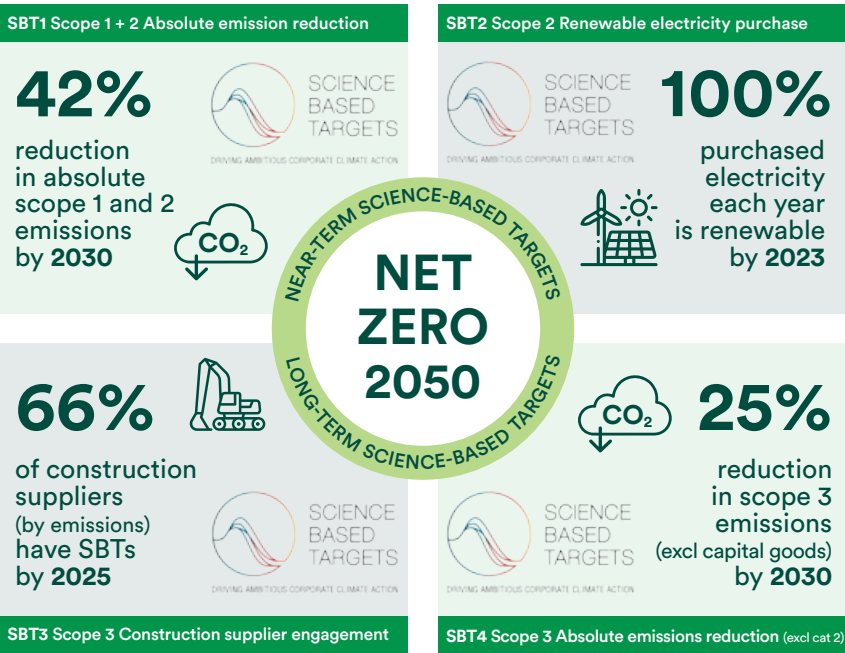 SBT1 Scope 1 + 2 Absolute emission reduction
42%
reduction
in absolute
scope 1 and 2
emissions
by 2030
SCIENCE
BASED
TARGETS
DRIVING AMBITIOUS CORPORATE CLIMATE ACTION
CO₂
SBT2 Scope 2 Renewable electricity purchase
SCIENCE
BASED
TARGETS
DRIVING AMBITIOUS CORPORATE CLIMATE ACTION
100%
purchased
electricity
each year
is renewable
by 2023
NEAR-TERM SCIENCE-BASED TARGETS
NET
ZERO
2050
LONG-TERM SCIENCE-BASED TARGETS
66%
of construction
suppliers
(by emissions)
have SBTs
by 2025
SCIENCE
BASED
TARGETS
DRIVING AMBITIOUS CORPORATE CLIMATE ACTION
SBT3 Scope 3 Construction supplier engagement
CO₂
25%
reduction
in scope 3
emissions
(excl capital goods)
by 2030
SCIENCE
BASED
TARGETS
DRIVING AMBITIOUS CORPORATE CLIMATE ACTION
SBT4 Scope 3 Absolute emissions reduction (excl cat 2)